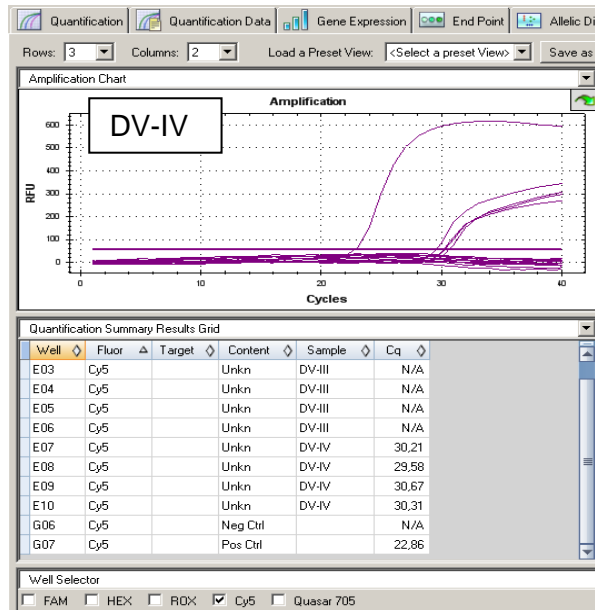 Quantification Quantification Data Gene Expression End Point Allelic Di
Rows: 3 Columns: 2 Load a Preset View: <Select a preset View> Save as
Amplification Chart
DV-IV
Amplification
600
500
400
300
200
100
0
RFU
0 10 20 30 40
Cycles
Quantification Summary Results Grid
Well Fluor Target Content Sample Cq
E03 Cy5 Unkn DV-III N/A
E04 Cy5 Unkn DV-III N/A
E05 Cy5 Unkn DV-III N/A
E06 Cy5 Unkn DV-III N/A
E07 Cy5 Unkn DV-IV 30,21
E08 Cy5 Unkn DV-IV 29,58
E09 Cy5 Unkn DV-IV 30,67
E10 Cy5 Unkn DV-IV 30,31
G06 Cy5 Neg Ctrl N/A
G07 Cy5 Pos Ctrl 22,86
Well Selector
FAM HEX ROX Cy5 Quasar 705